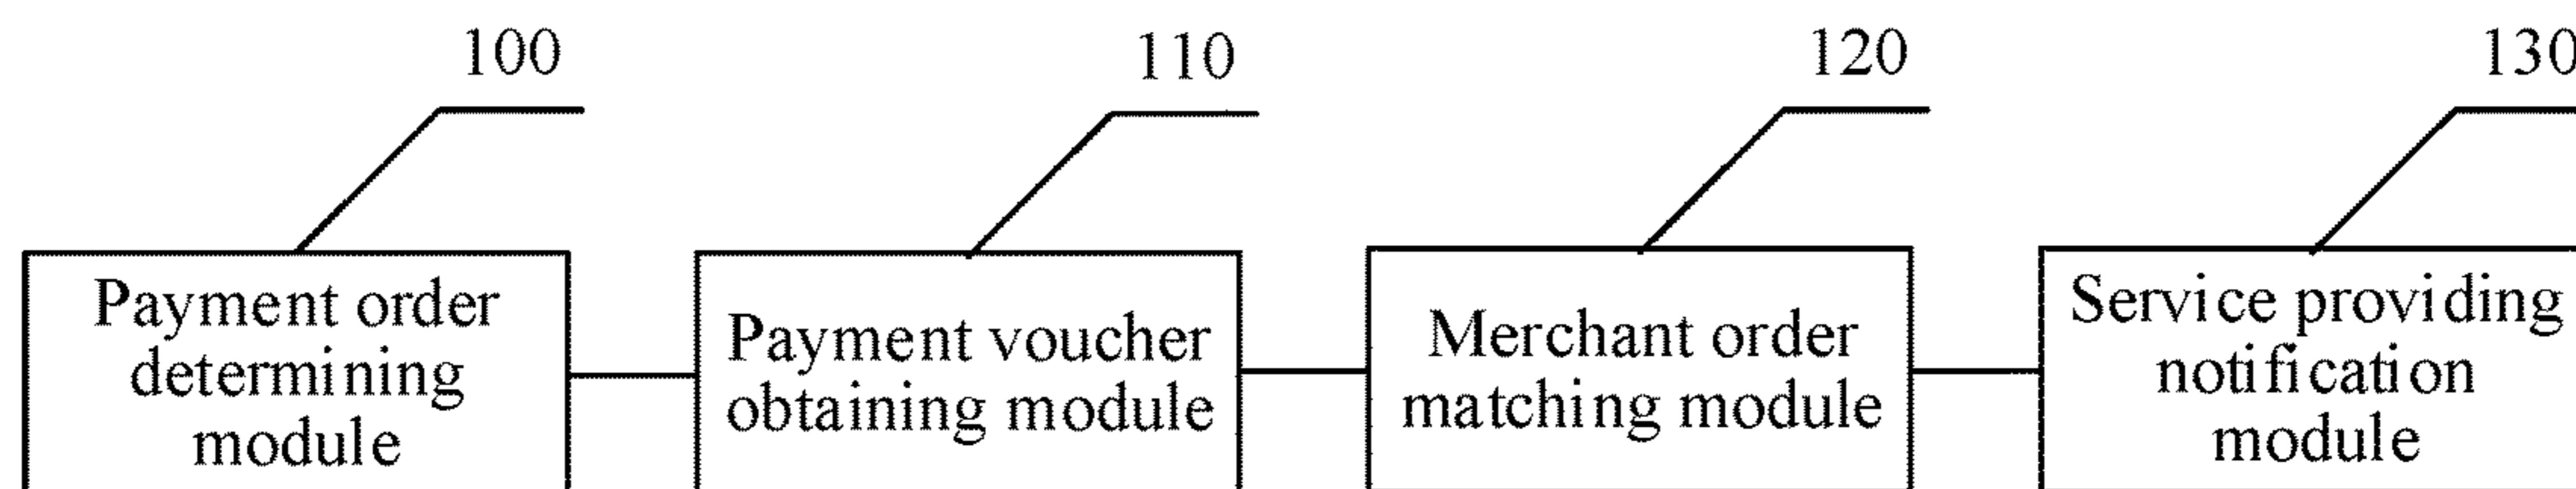 100
110
120
130
Payment order
determining
module
Payment voucher
obtaining module
Merchant order
matching module
Service providing
notification
module